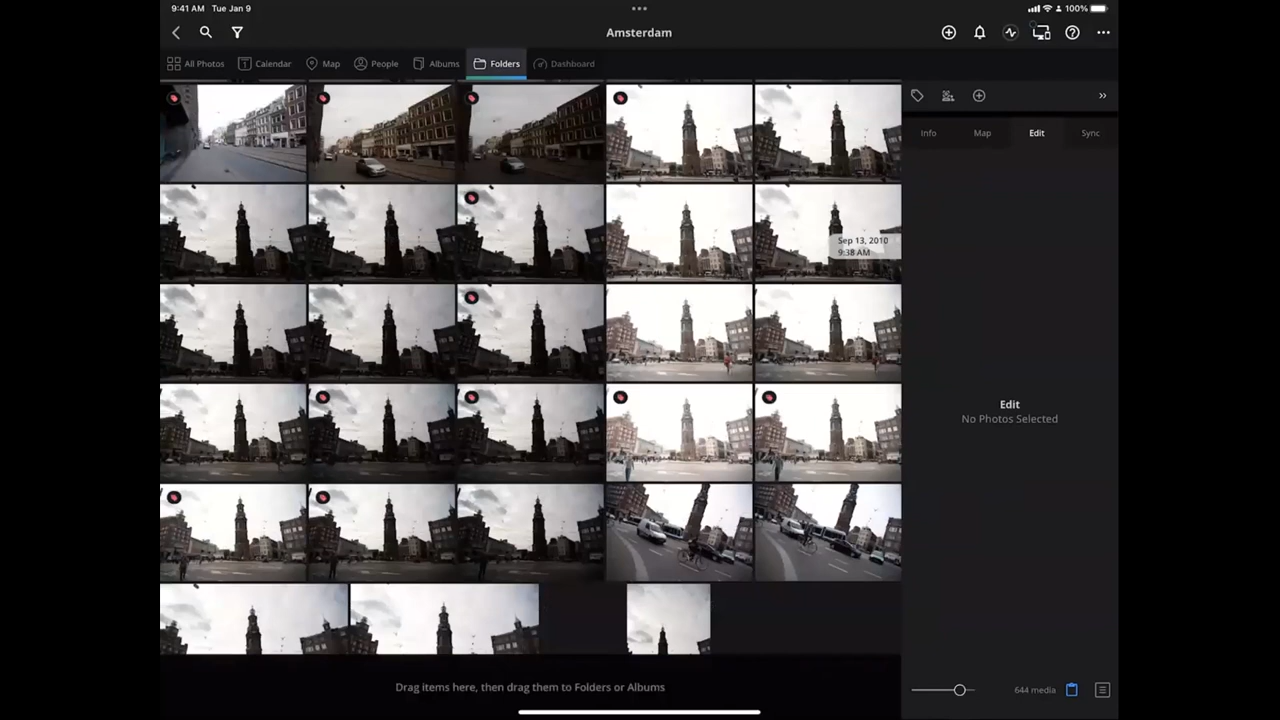 9:41 AM Tue Jan 9
100%
Amsterdam
All Photos
Calendar
Map
People
Albums
Folders
Dashboard
Info
Map
Edit
Sync
Sep 13, 2010
9:38 AM
Edit
No Photos Selected
Drag items here, then drag them to Folders or Albums
644 media